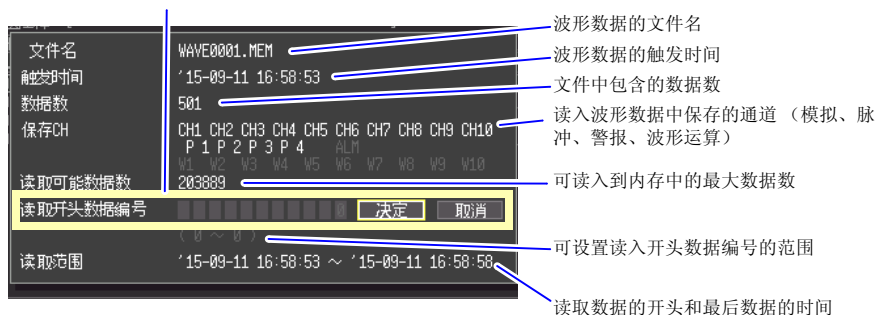 文件名 WAVE0001.MEM
触发时间 ′15-09-11 16:58:53
数据数 501
保存CH CH1 CH2 CH3 CH4 CH5 CH6 CH7 CH8 CH9 CH10
P 1 P 2 P 3 P 4 ALM
W1 W2 W3 W4 W5 W6 W7 W8 W9 W10
读取可能数据数 203889
读取开头数据编号 0 决定 取消
( 0 ～ 0 )
读取范围 ′15-09-11 16:58:53 ～ ′15-09-11 16:58:58
波形数据的文件名
波形数据的触发时间
文件中包含的数据数
读入波形数据中保存的通道 （模拟、脉
冲、警报、波形运算）
可读入到内存中的最大数据数
可设置读入开头数据编号的范围
读取数据的开头和最后数据的时间